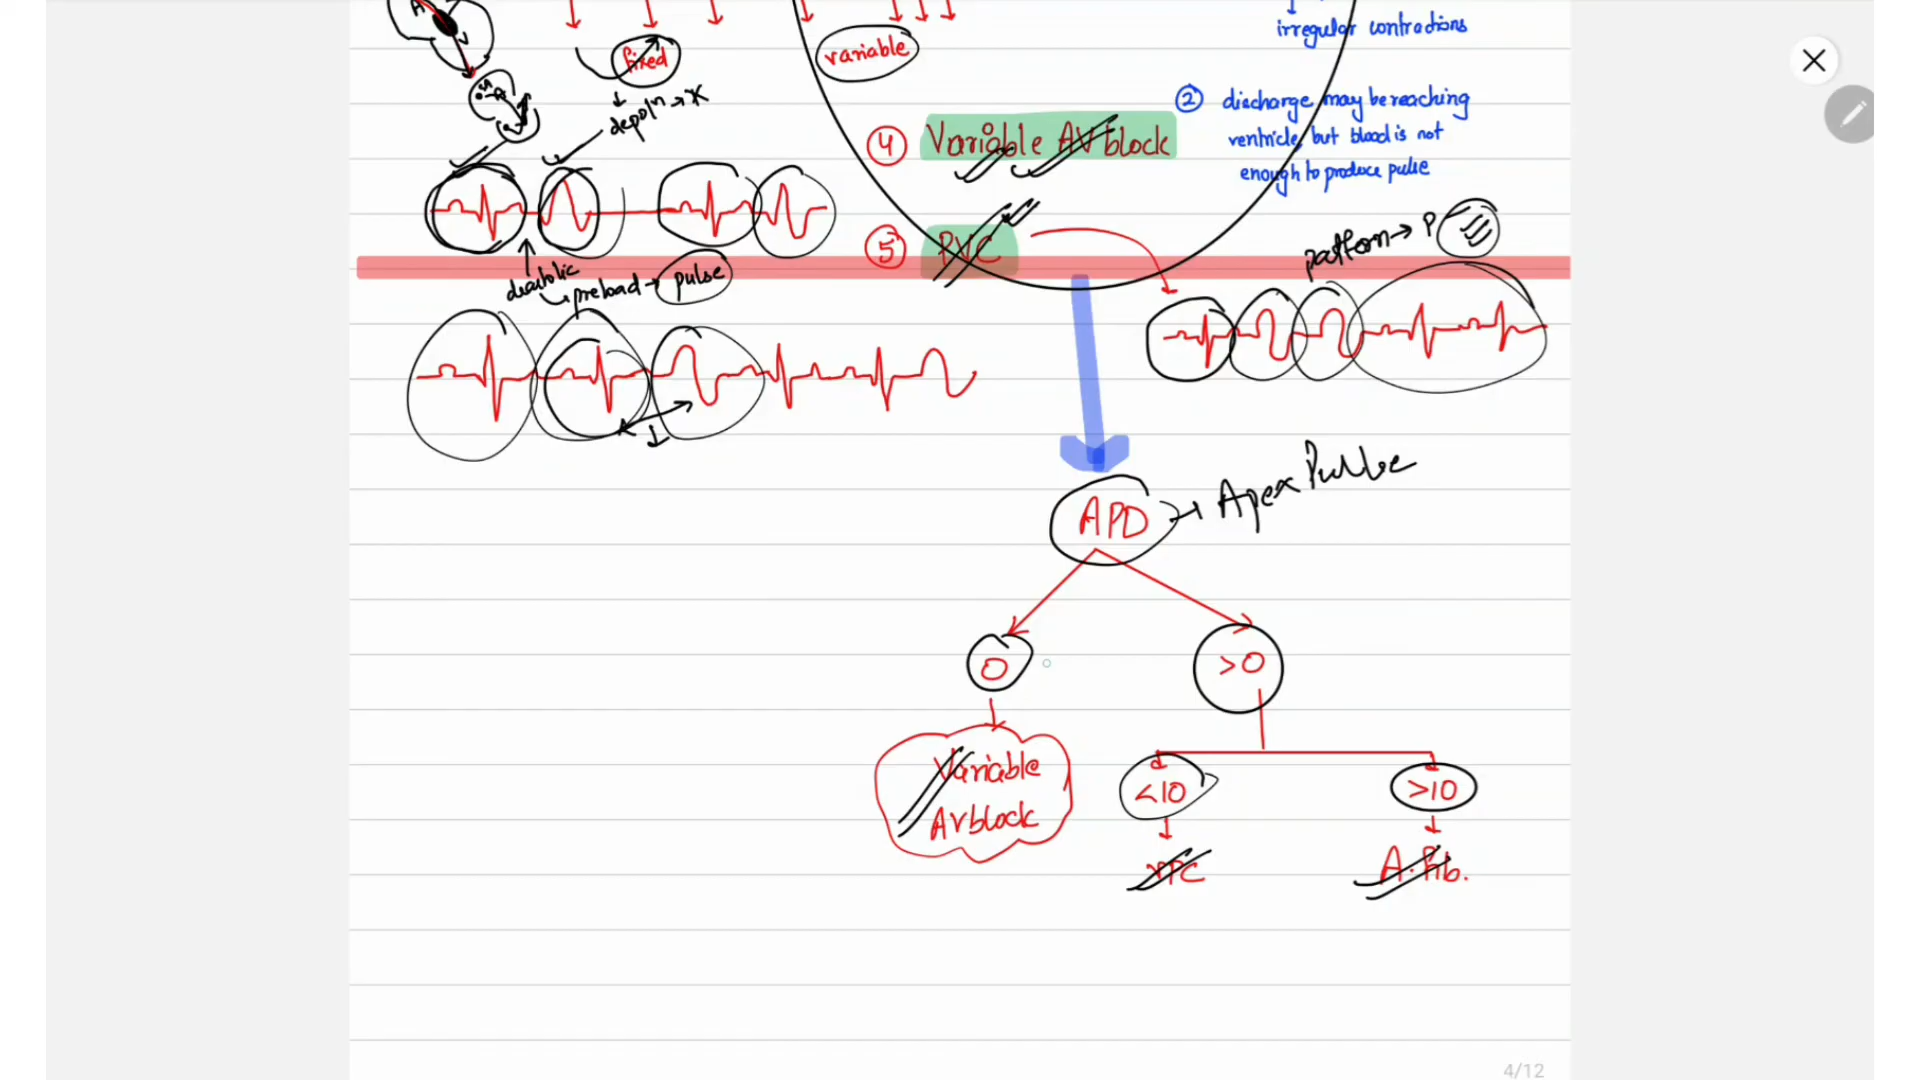 irregular contractions
fixed
variable
depoln → x
② discharge may be reaching
ventricle, but blood is not
enough to produce pulse
④ Variable AV block
⑤ PVC
pattern → P
diastolic
preload → pulse
APD → Apex Pulse
0
>0
Variable
AV block
<10
>10
VPC
A. Fib.
4/12